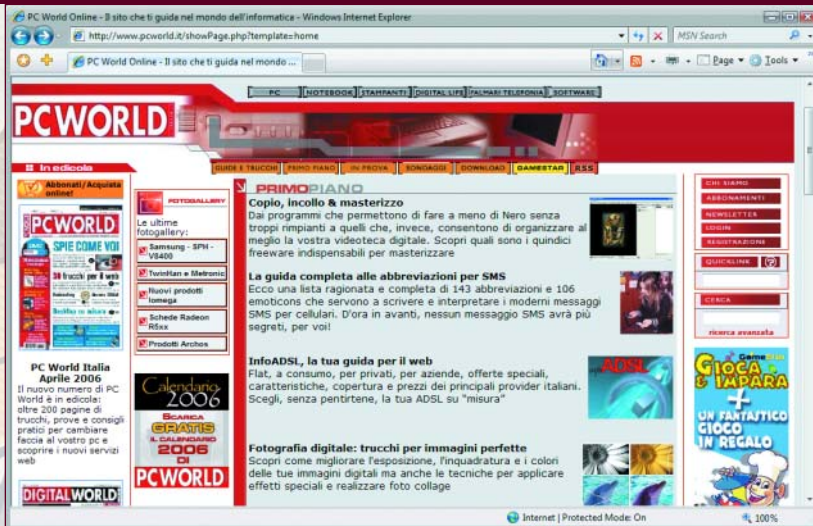 PC World Online - Il sito che ti guida nel mondo dell'informatica - Windows Internet Explorer
http://www.pcworld.it/showPage.php?template=home
MSN Search
PC World Online - Il sito che ti guida nel mondo ...
Page
Tools
PC
NOTEBOOK
STAMPANTI
DIGITAL LIFE
PALMARI TELEFONIA
SOFTWARE
PCWORLD
In edicola
GUIDE E TRUCCHI
PRIMO PIANO
IN PROVA
SONDAGGI
DOWNLOAD
GAMESTAR
RSS
Abbonati/Acquista
online!
PCWORLD
SPIE COME VOI
30 trucchi per il web
PC World Italia
Aprile 2006
Il nuovo numero di PC
World è in edicola:
oltre 200 pagine di
trucchi, prove e consigli
pratici per cambiare
faccia al vostro pc e
scoprire i nuovi servizi
web
DIGITALWORLD
FOTOGALLERY
Le ultime
fotogallery:
Samsung - SPH -
V8400
TwinHan e Metronic
Nuovi prodotti
Iomega
Schede Radeon
R5xx
Prodotti Archos
Calendario
2006
SCARICA
GRATIS
IL CALENDARIO
2006
DI
PCWORLD
PRIMOPIANO
Copio, incollo & masterizzo
Dai programmi che permettono di fare a meno di Nero senza
troppi rimpianti a quelli che, invece, consentono di organizzare al
meglio la vostra videoteca digitale. Scopri quali sono i quindici
freeware indispensabili per masterizzare
La guida completa alle abbreviazioni per SMS
Ecco una lista ragionata e completa di 143 abbreviazioni e 106
emoticons che servono a scrivere e interpretare i moderni messaggi
SMS per cellulari. D'ora in avanti, nessun messaggio SMS avrà più
segreti, per voi!
InfoADSL, la tua guida per il web
Flat, a consumo, per privati, per aziende, offerte speciali,
caratteristiche, copertura e prezzi dei principali provider italiani.
Scegli, senza pentirtene, la tua ADSL su "misura"
ADSL
Fotografia digitale: trucchi per immagini perfette
Scopri come migliorare l'esposizione, l'inquadratura e i colori
delle tue immagini digitali ma anche le tecniche per applicare
effetti speciali e realizzare foto collage
CHI SIAMO
ABBONAMENTI
NEWSLETTER
LOGIN
REGISTRAZIONE
QUICKLINK [?]
CERCA
ricerca avanzata
GameStar
GIOCA
& IMPARA
+
UN FANTASTICO
GIOCO
IN REGALO
Internet | Protected Mode: On
100%